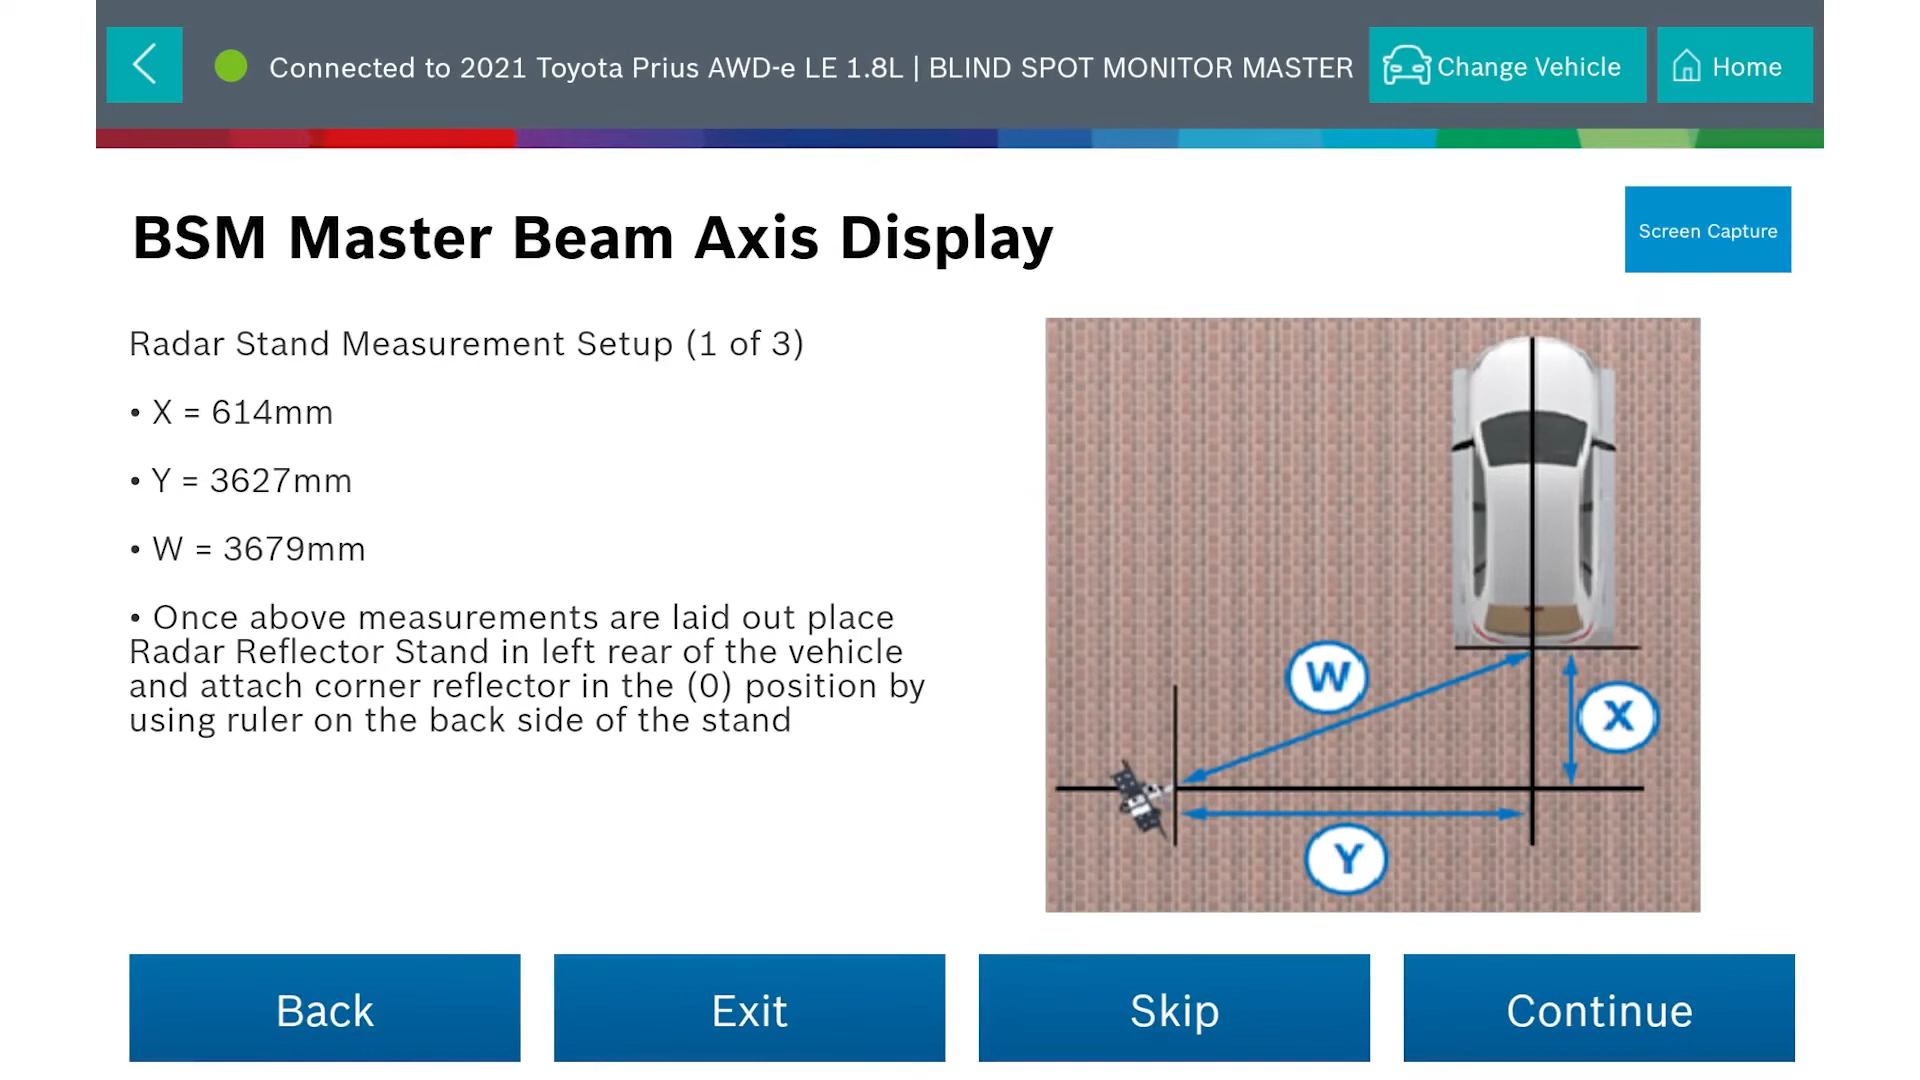 Connected to 2021 Toyota Prius AWD-e LE 1.8L | BLIND SPOT MONITOR MASTER
Change Vehicle
Home
BSM Master Beam Axis Display
Screen Capture
Radar Stand Measurement Setup (1 of 3)
• X = 614mm
• Y = 3627mm
• W = 3679mm
• Once above measurements are laid out place
Radar Reflector Stand in left rear of the vehicle
and attach corner reflector in the (0) position by
using ruler on the back side of the stand
W
X
Y
Back
Exit
Skip
Continue